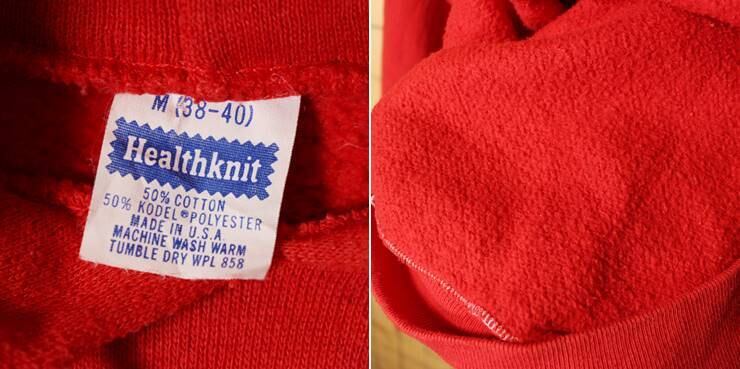 M (38-40)
Healthknit
50% COTTON
50% KODEL® POLYESTER
MADE IN U.S.A
MACHINE WASH WARM
TUMBLE DRY WPL 858